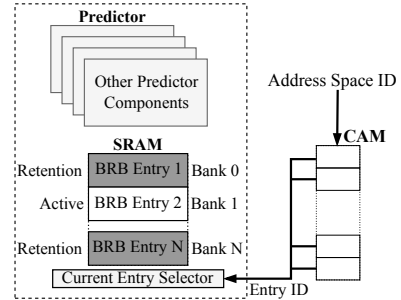 Predictor
Other Predictor
Components
Address Space ID
SRAM
CAM
Retention BRB Entry 1 Bank 0
Active BRB Entry 2 Bank 1
Retention BRB Entry N Bank N
Current Entry Selector
Entry ID